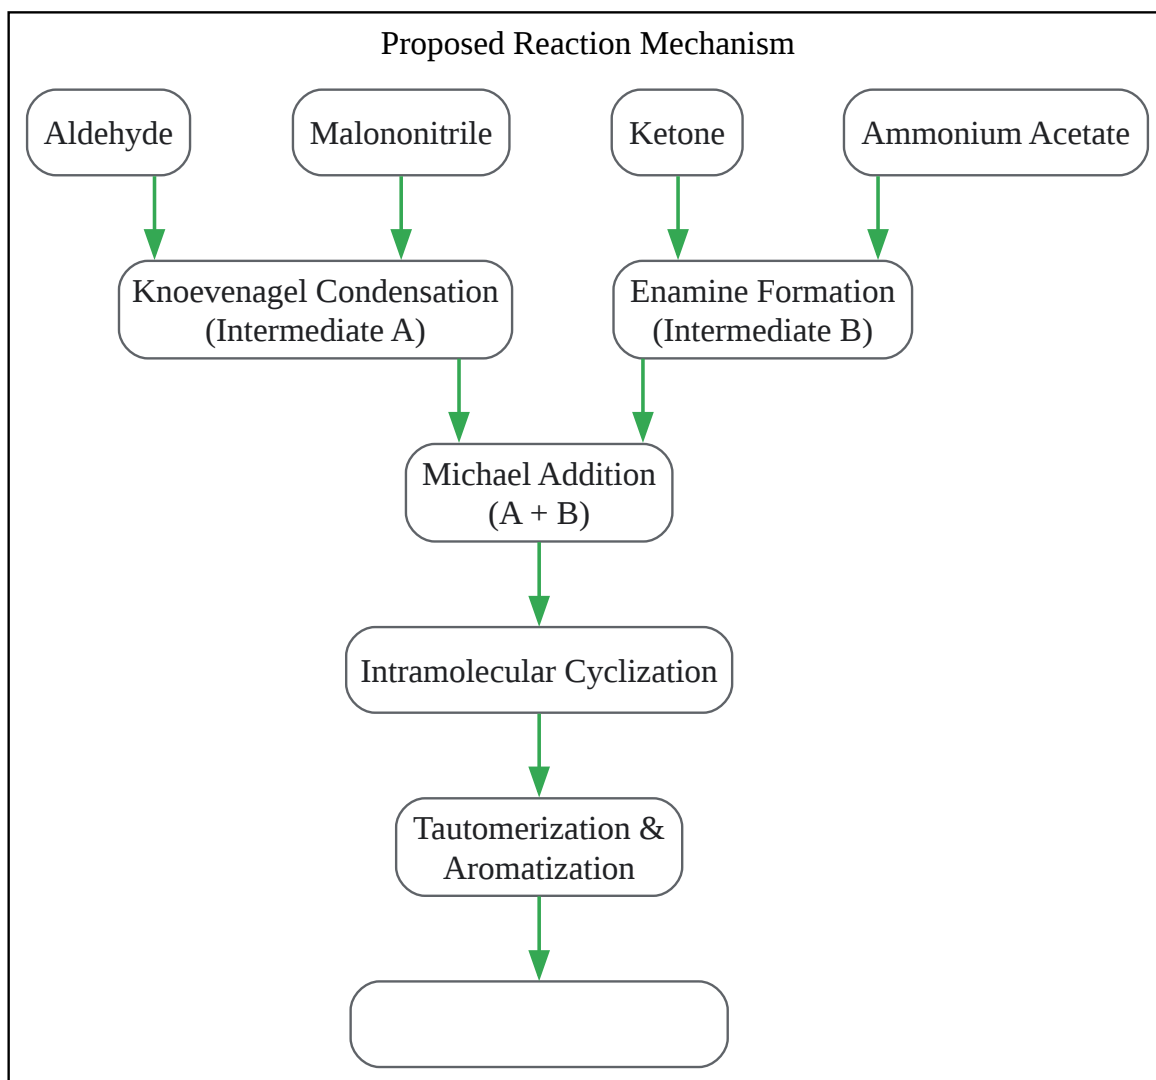 Proposed Reaction Mechanism
Aldehyde
Malononitrile
Ketone
Ammonium Acetate
Knoevenagel Condensation
(Intermediate A)
Enamine Formation
(Intermediate B)
Michael Addition
(A + B)
Intramolecular Cyclization
Tautomerization &
Aromatization